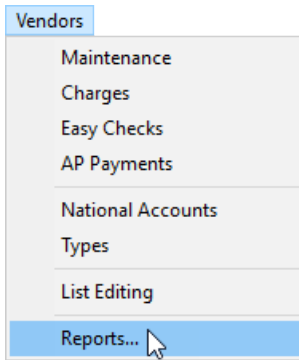 Vendors
Maintenance
Charges
Easy Checks
AP Payments
National Accounts
Types
List Editing
Reports...